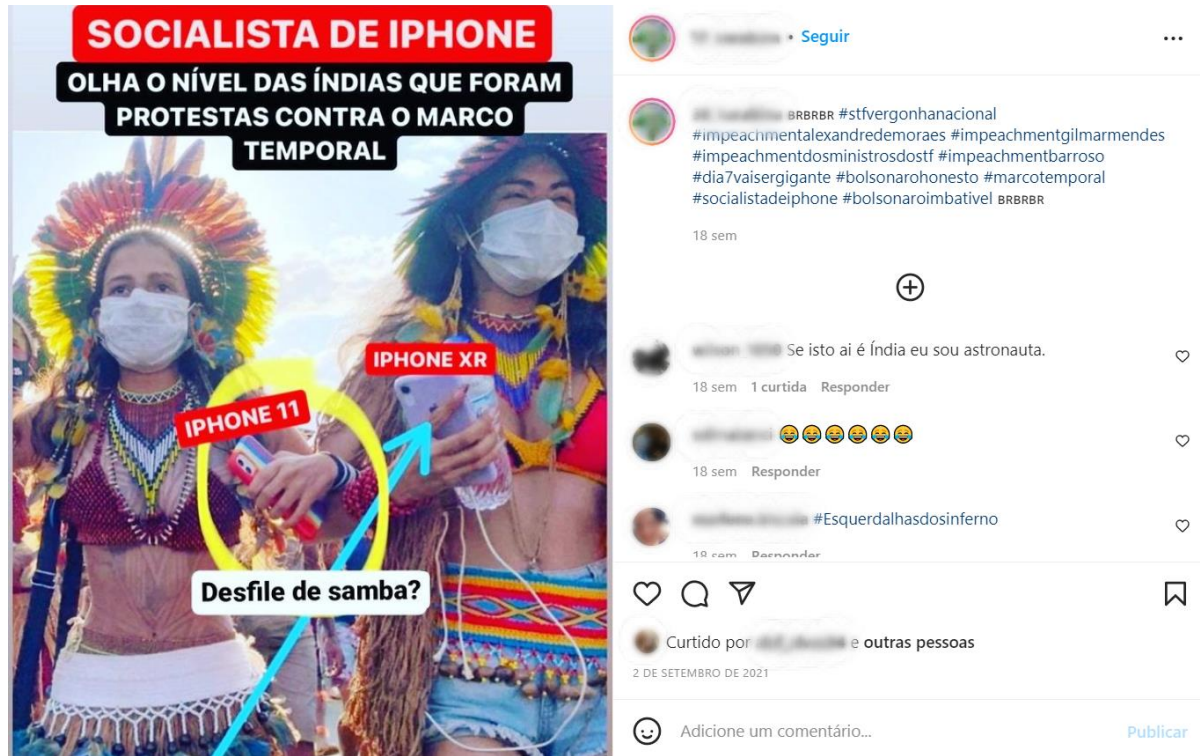 SOCIALISTA DE IPHONE
OLHA O NÍVEL DAS ÍNDIAS QUE FORAM
PROTESTAS CONTRA O MARCO
TEMPORAL
IPHONE XR
IPHONE 11
Desfile de samba?
• Seguir
BRBRBR #stfvergonhanacional
#impeachmentalexandredemoraes #impeachmentgilmarmendes
#impeachmentdosministrosdostf #impeachmentbarroso
#dia7vaisergigante #bolsonarohonesto #marcotemporal
#socialistadeiphone #bolsonaroimbativel BRBRBR
18 sem
Se isto ai é Índia eu sou astronauta.
18 sem 1 curtida Responder
😂😂😂😂😂😂
18 sem Responder
#Esquerdalhasdosinferno
18 sem Responder
Curtido por e outras pessoas
2 DE SETEMBRO DE 2021
Adicione um comentário... Publicar